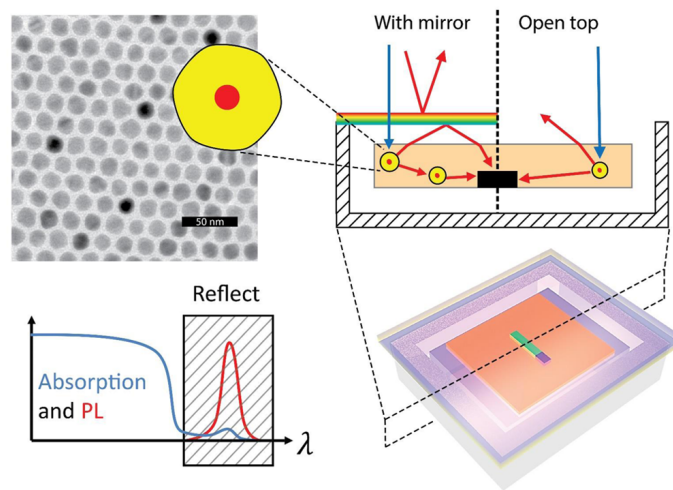 With mirror
Open top
50 nm
Reflect
Absorption
and PL
λ